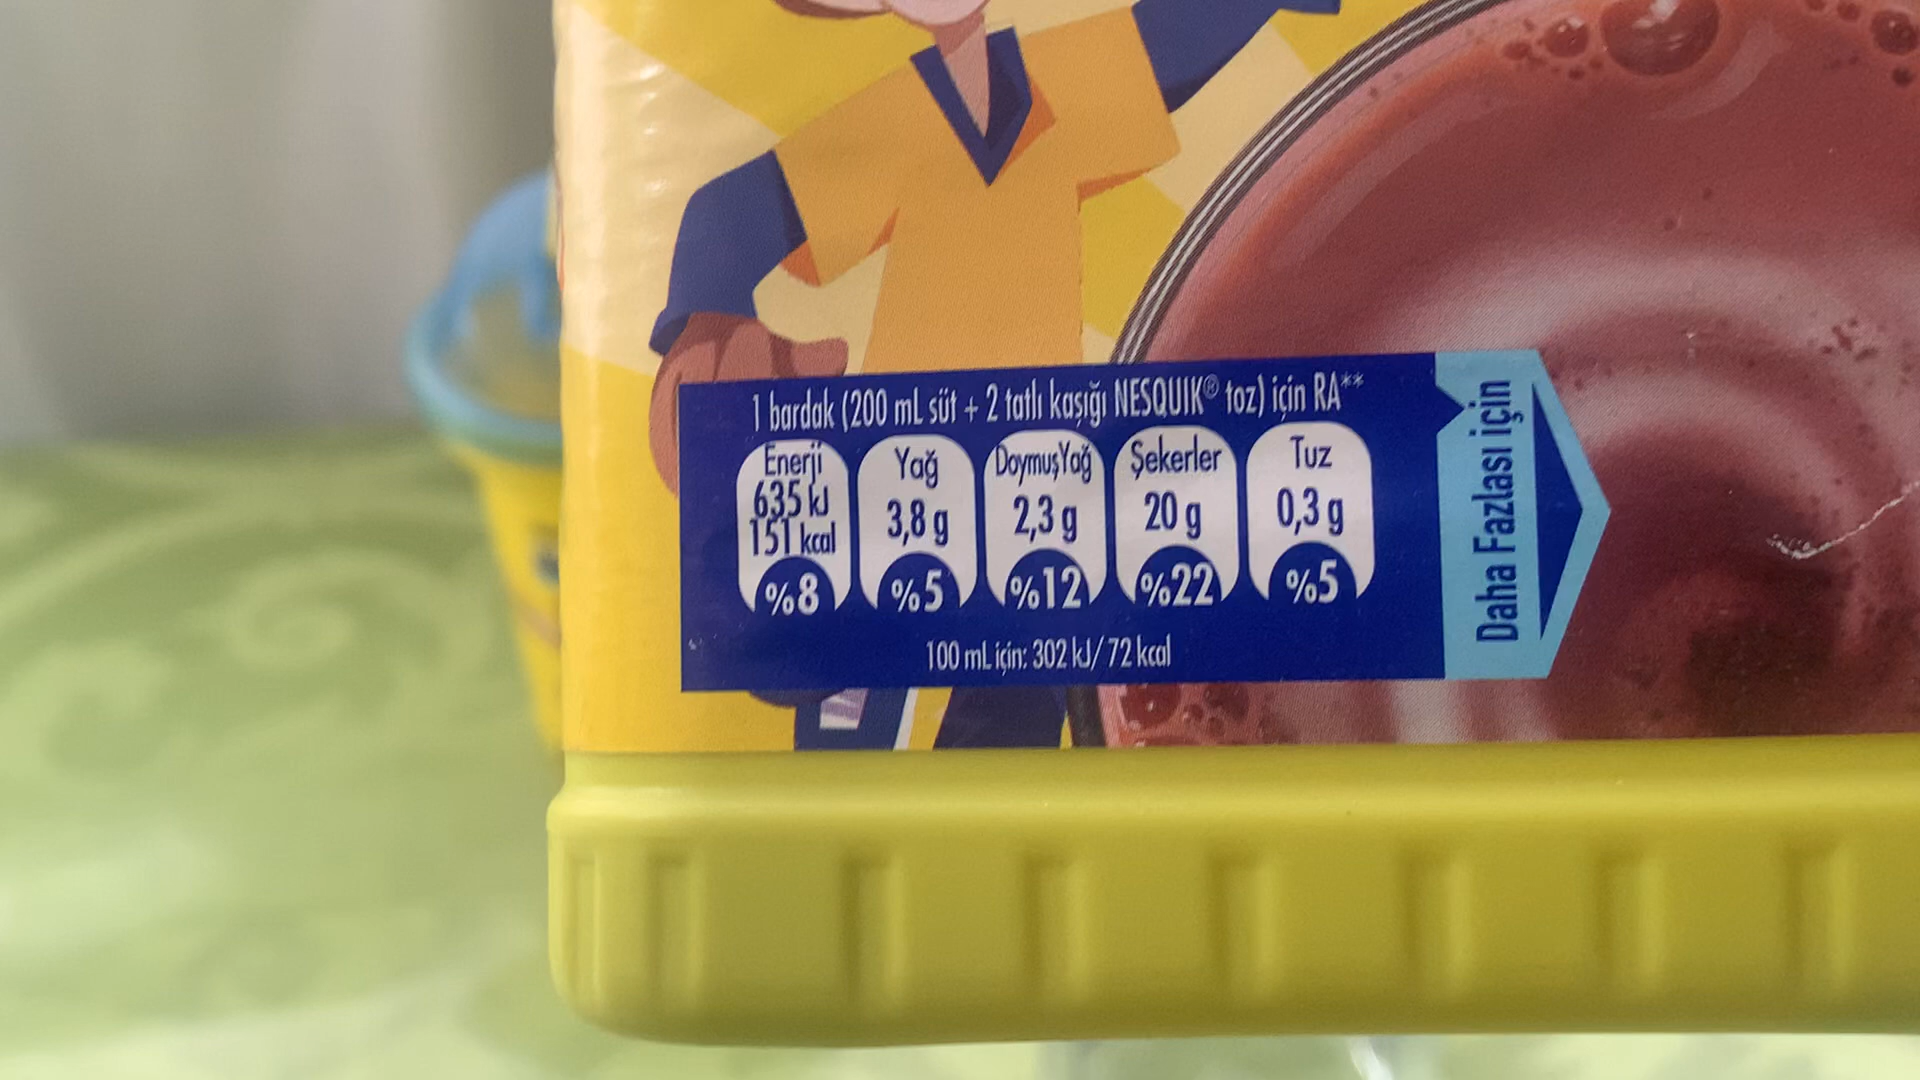 1 bardak (200 mL süt + 2 tatlı kaşığı NESQUIK® toz) için RA**
Enerji
635 kJ
151 kcal
%8
Yağ
3,8 g
%5
Doymuş Yağ
2,3 g
%12
Şekerler
20 g
%22
Tuz
0,3 g
%5
100 mL için: 302 kJ/ 72 kcal
Daha Fazlası için